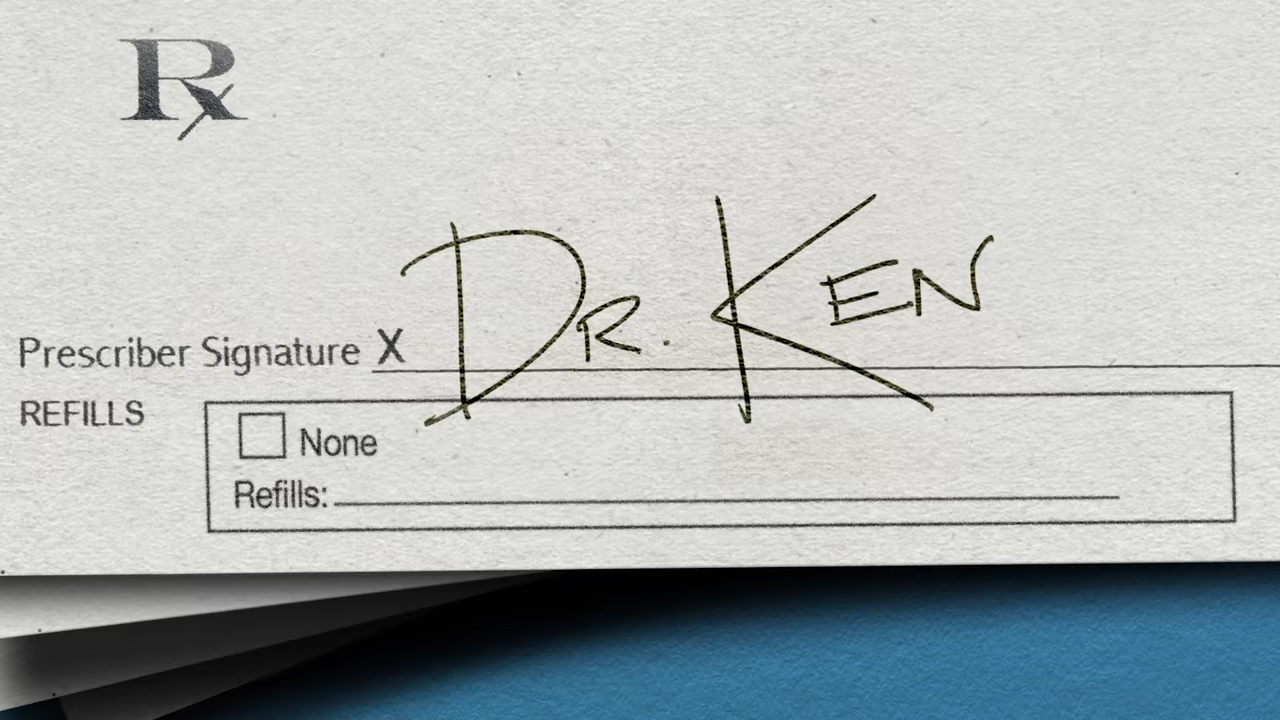 Rx
DR. KEN
Prescriber Signature X
REFILLS
None
Refills: